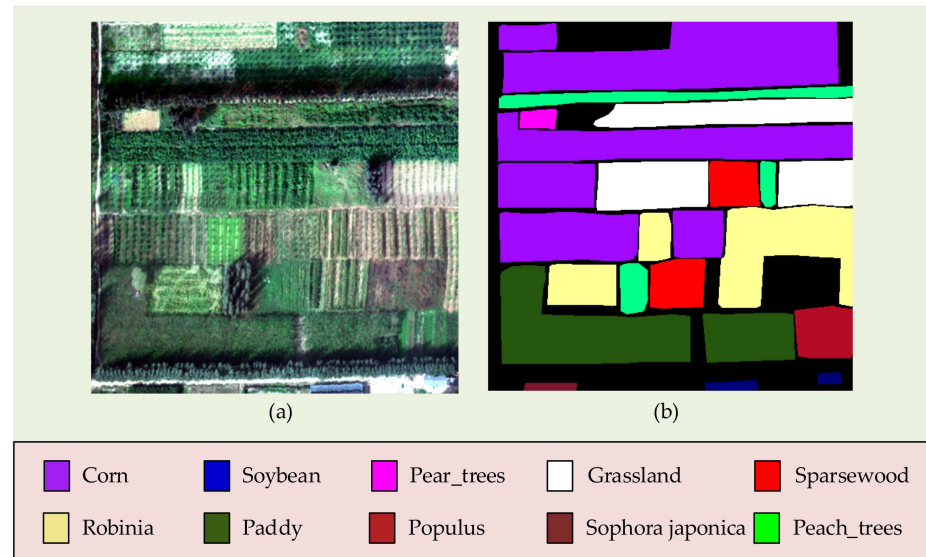 (a) (b)
Corn Soybean Pear_trees Grassland Sparsewood
Robinia Paddy Populus Sophora japonica Peach_trees